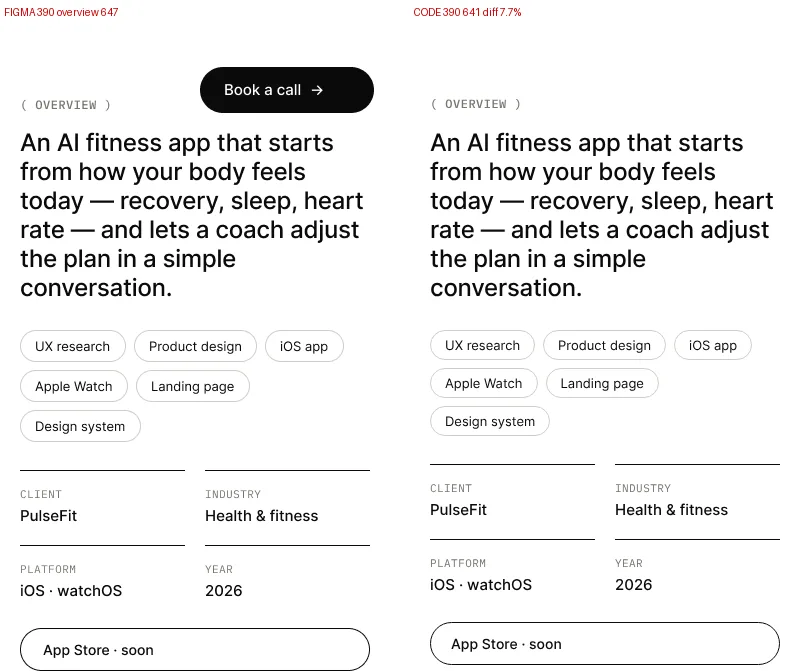 FIGMA 390 overview 647
Book a call →
( OVERVIEW )
An AI fitness app that starts
from how your body feels
today — recovery, sleep, heart
rate — and lets a coach adjust
the plan in a simple
conversation.
UX research
Product design
iOS app
Apple Watch
Landing page
Design system
CLIENT
PulseFit
INDUSTRY
Health & fitness
PLATFORM
iOS · watchOS
YEAR
2026
App Store · soon
CODE 390 641 diff 7.7%
( OVERVIEW )
An AI fitness app that starts
from how your body feels
today — recovery, sleep, heart
rate — and lets a coach adjust
the plan in a simple
conversation.
UX research
Product design
iOS app
Apple Watch
Landing page
Design system
CLIENT
PulseFit
INDUSTRY
Health & fitness
PLATFORM
iOS · watchOS
YEAR
2026
App Store · soon